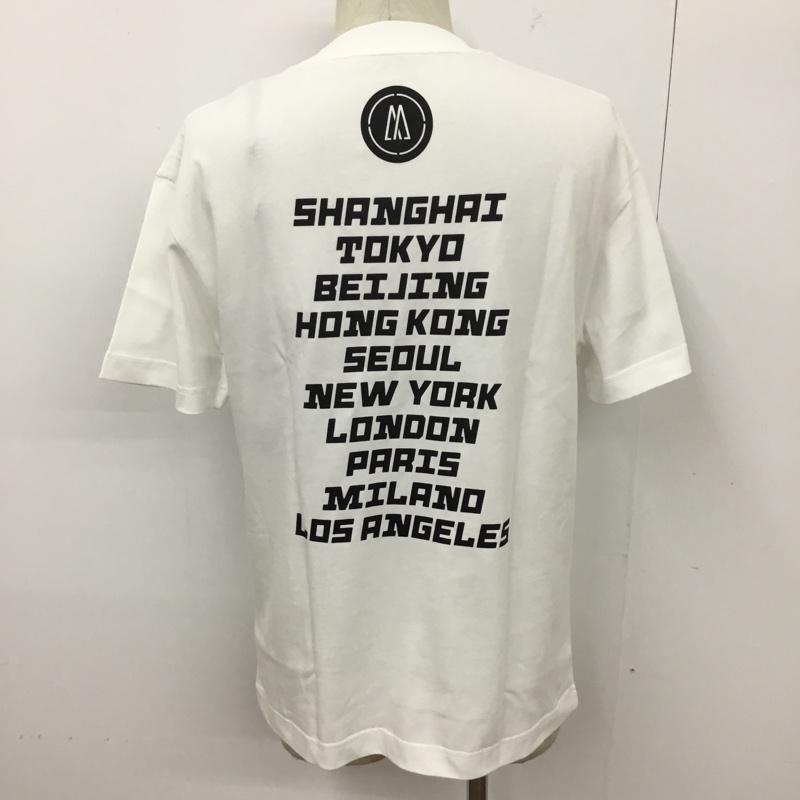 SHANGHAI
TOKYO
BEIJING
HONG KONG
SEOUL
NEW YORK
LONDON
PARIS
MILANO
LOS ANGELES